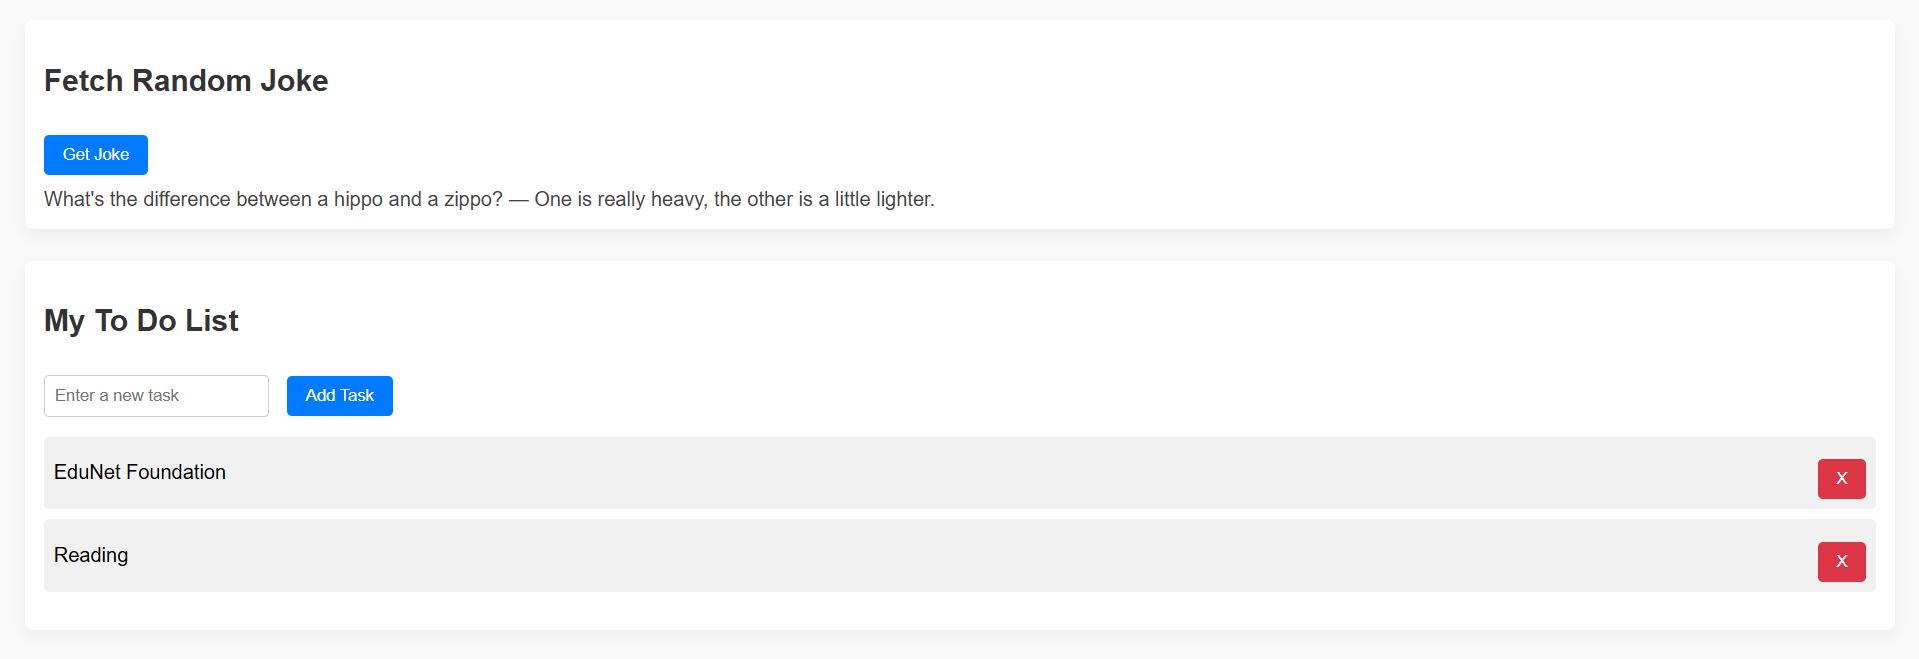 Fetch Random Joke
Get Joke
What's the difference between a hippo and a zippo? — One is really heavy, the other is a little lighter.
My To Do List
Enter a new task
Add Task
EduNet Foundation
X
Reading
X